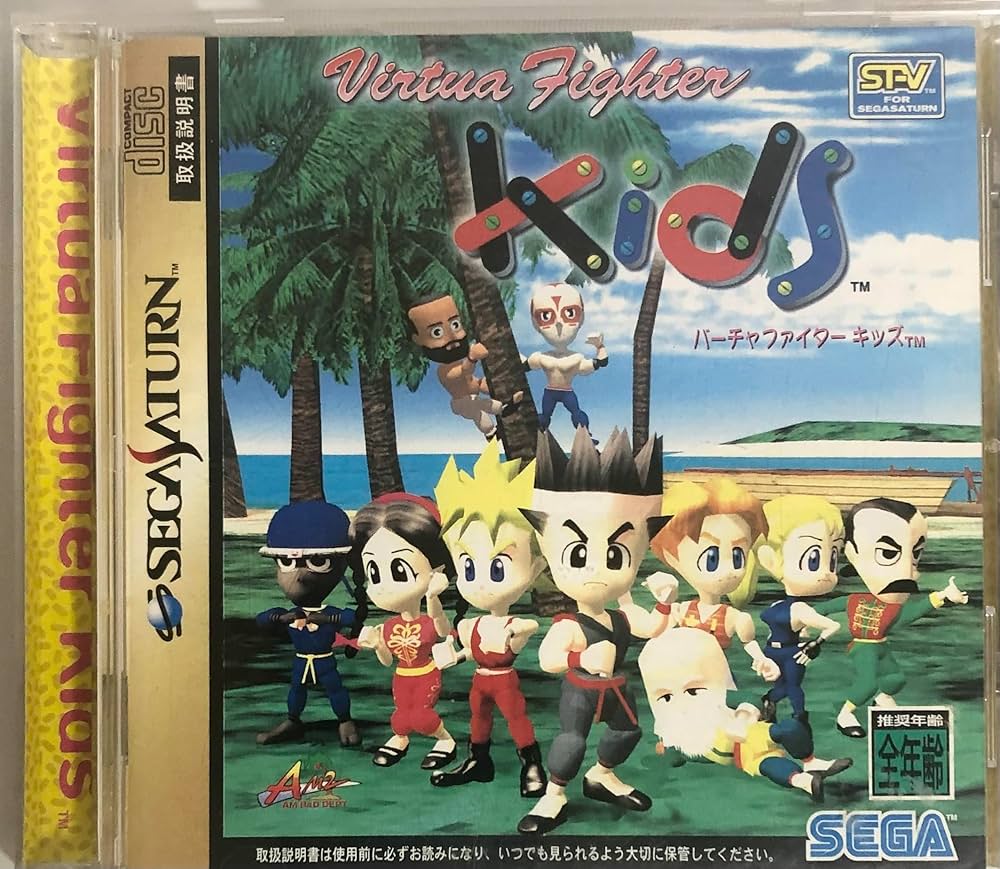 Virtua Fighter Kids ™
COMPACT
disc
取扱説明書
SEGA SATURN™
Virtua Fighter
Kids™
バーチャファイター キッズ™
ST-V™
FOR
SEGASATURN
AM2
AM R&D DEPT
推奨年齢
全年齢
SEGA™
取扱説明書は使用前に必ずお読みになり、いつでも見られるよう大切に保管してください。